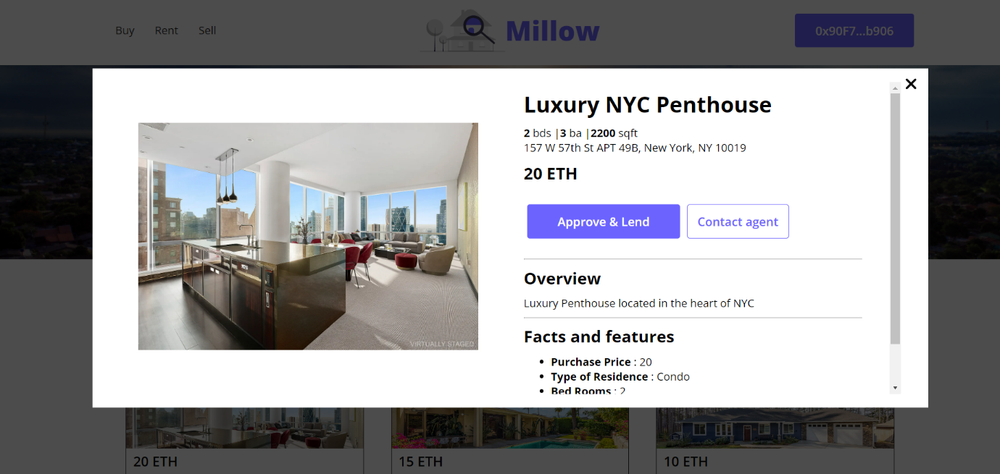 Buy Rent Sell
Millow
0x90F7...b906
Luxury NYC Penthouse
2 bds |3 ba |2200 sqft
157 W 57th St APT 49B, New York, NY 10019
20 ETH
Approve & Lend
Contact agent
Overview
Luxury Penthouse located in the heart of NYC
Facts and features
Purchase Price : 20
Type of Residence : Condo
Bed Rooms : 2
VIRTUALLY STAGED
20 ETH
15 ETH
10 ETH